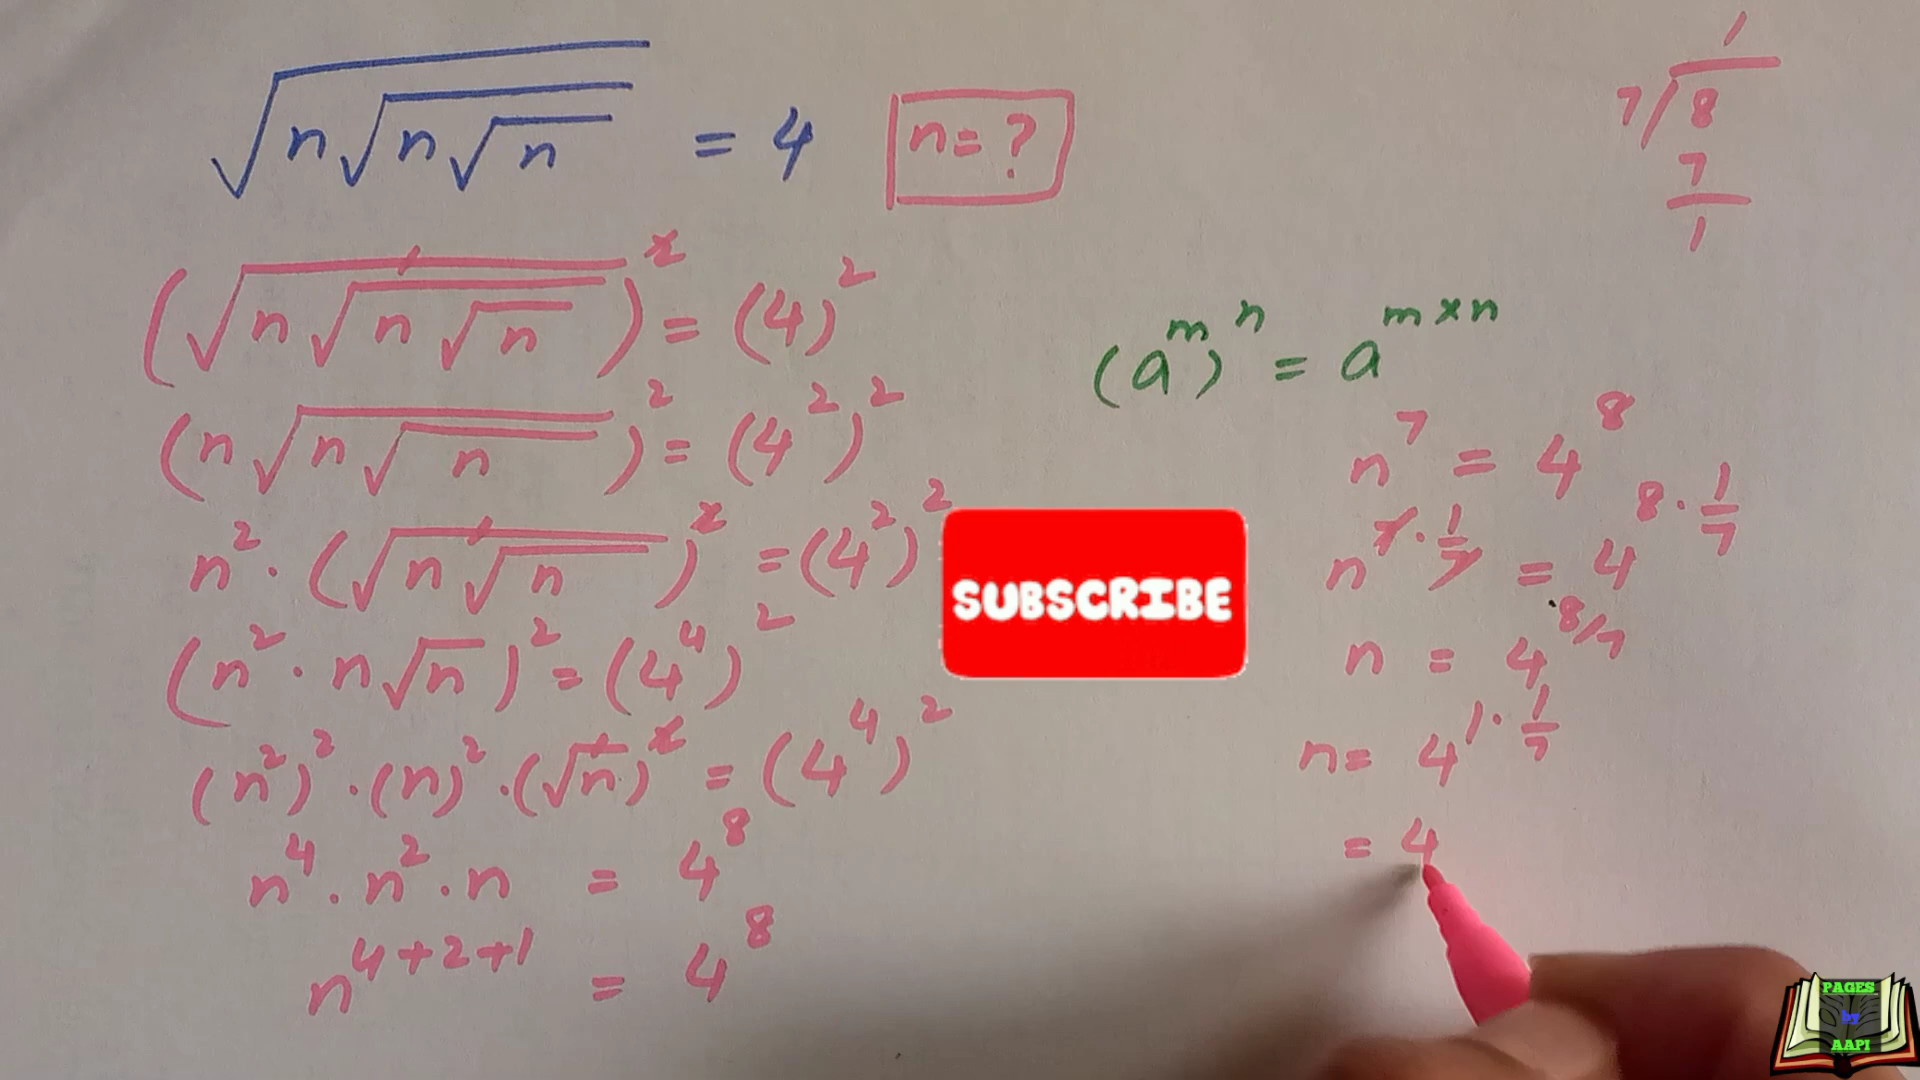 √(n√(n√n)) = 4 n = ?
(√(n√(n√n)))² = (4)²
(n√(n√n))² = (4²)²
n² · (√(n√n))² = (4²)²
(n² · n√n)² = (4⁴)²
(n²)² · (n)² · (√n)² = (4⁴)²
n⁴ · n² · n = 4⁸
n⁴⁺²⁺¹ = 4⁸
1
7 8
7
1
(aᵐ)ⁿ = aᵐˣⁿ
n⁷ = 4⁸
n^(7 · 1/7) = 4^(8 · 1/7)
n = 4^(8/7)
n = 4^(1 · 1/7)
= 4
SUBSCRIBE
PAGES
by
AAPI